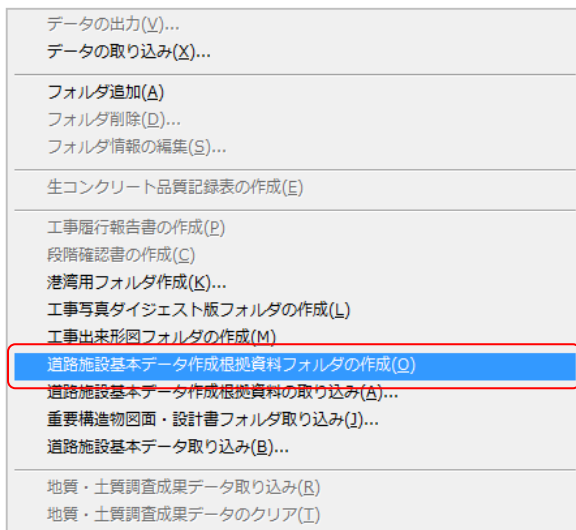 データの出力(V)...
データの取り込み(X)...
フォルダ追加(A)
フォルダ削除(D)...
フォルダ情報の編集(S)...
生コンクリート品質記録表の作成(E)
工事履行報告書の作成(P)
段階確認書の作成(C)
港湾用フォルダ作成(K)...
工事写真ダイジェスト版フォルダの作成(L)
工事出来形図フォルダの作成(M)
道路施設基本データ作成根拠資料フォルダの作成(O)
道路施設基本データ作成根拠資料の取り込み(A)...
重要構造物図面・設計書フォルダ取り込み(J)...
道路施設基本データ取り込み(B)...
地質・土質調査成果データ取り込み(R)
地質・土質調査成果データのクリア(T)